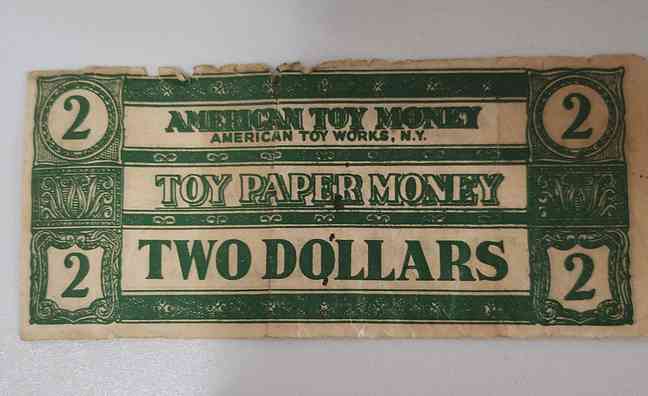 2 2
AMERICAN TOY MONEY
AMERICAN TOY WORKS, N.Y.
TOY PAPER MONEY
TWO DOLLARS
2 2